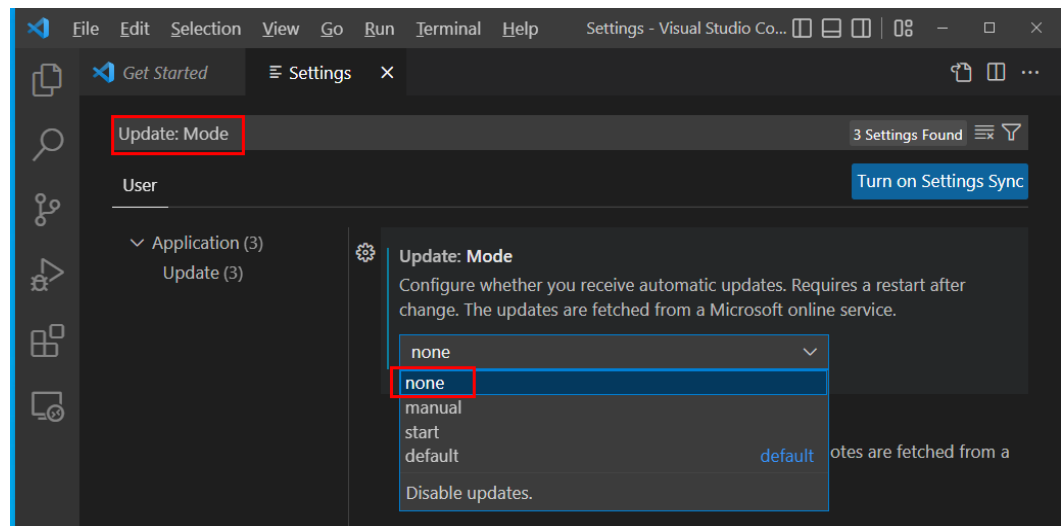 File Edit Selection View Go Run Terminal Help Settings - Visual Studio Co...
Get Started Settings
Update: Mode 3 Settings Found
User Turn on Settings Sync
Application (3)
Update (3)
Update: Mode
Configure whether you receive automatic updates. Requires a restart after
change. The updates are fetched from a Microsoft online service.
none
none
manual
start
default default
otes are fetched from a
Disable updates.